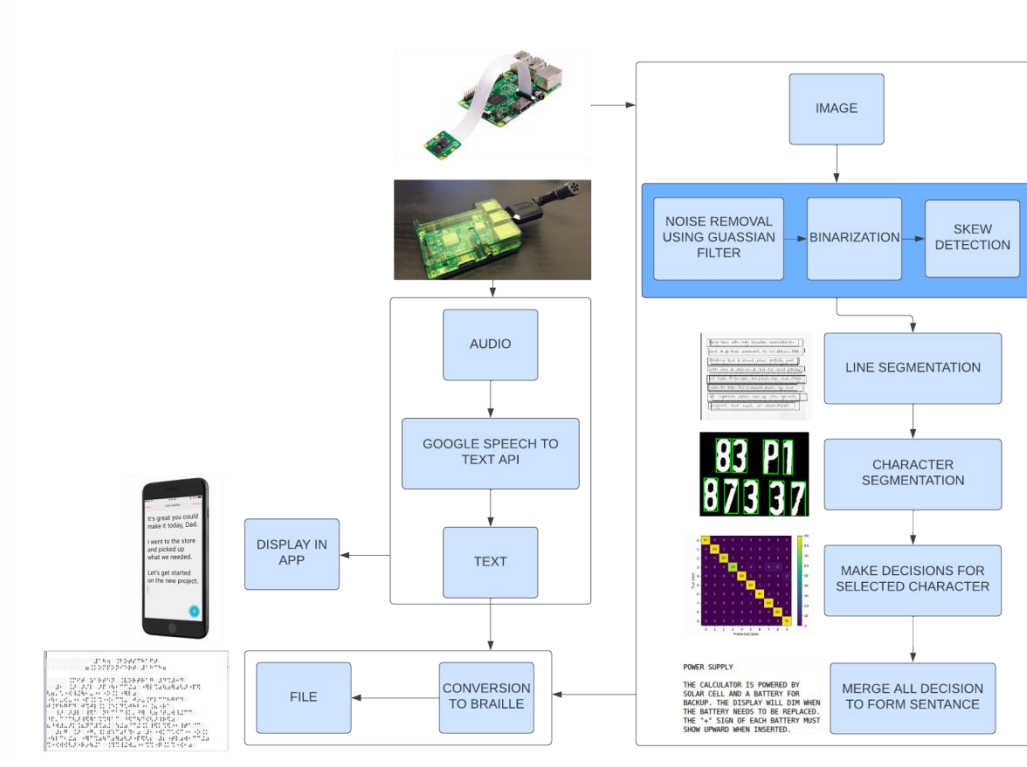 IMAGE
NOISE REMOVAL
USING GUASSIAN
FILTER
BINARIZATION
SKEW
DETECTION
LINE SEGMENTATION
83 P1
873 37
CHARACTER
SEGMENTATION
MAKE DECISIONS FOR
SELECTED CHARACTER
True label
Predicted label
POWER SUPPLY
THE CALCULATOR IS POWERED BY
SOLAR CELL AND A BATTERY FOR
BACKUP. THE DISPLAY WILL DIM WHEN
THE BATTERY NEEDS TO BE REPLACED.
THE "+" SIGN OF EACH BATTERY MUST
SHOW UPWARD WHEN INSERTED.
MERGE ALL DECISION
TO FORM SENTANCE
AUDIO
GOOGLE SPEECH TO
TEXT API
TEXT
DISPLAY IN
APP
It's great you could
make it today, Dad.
I went to the store
and picked up
what we needed.
Let's get started
on the new project.
FILE
CONVERSION
TO BRAILLE